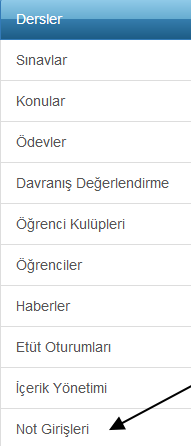 Dersler
Sınavlar
Konular
Ödevler
Davranış Değerlendirme
Öğrenci Kulüpleri
Öğrenciler
Haberler
Etüt Oturumları
İçerik Yönetimi
Not Girişleri